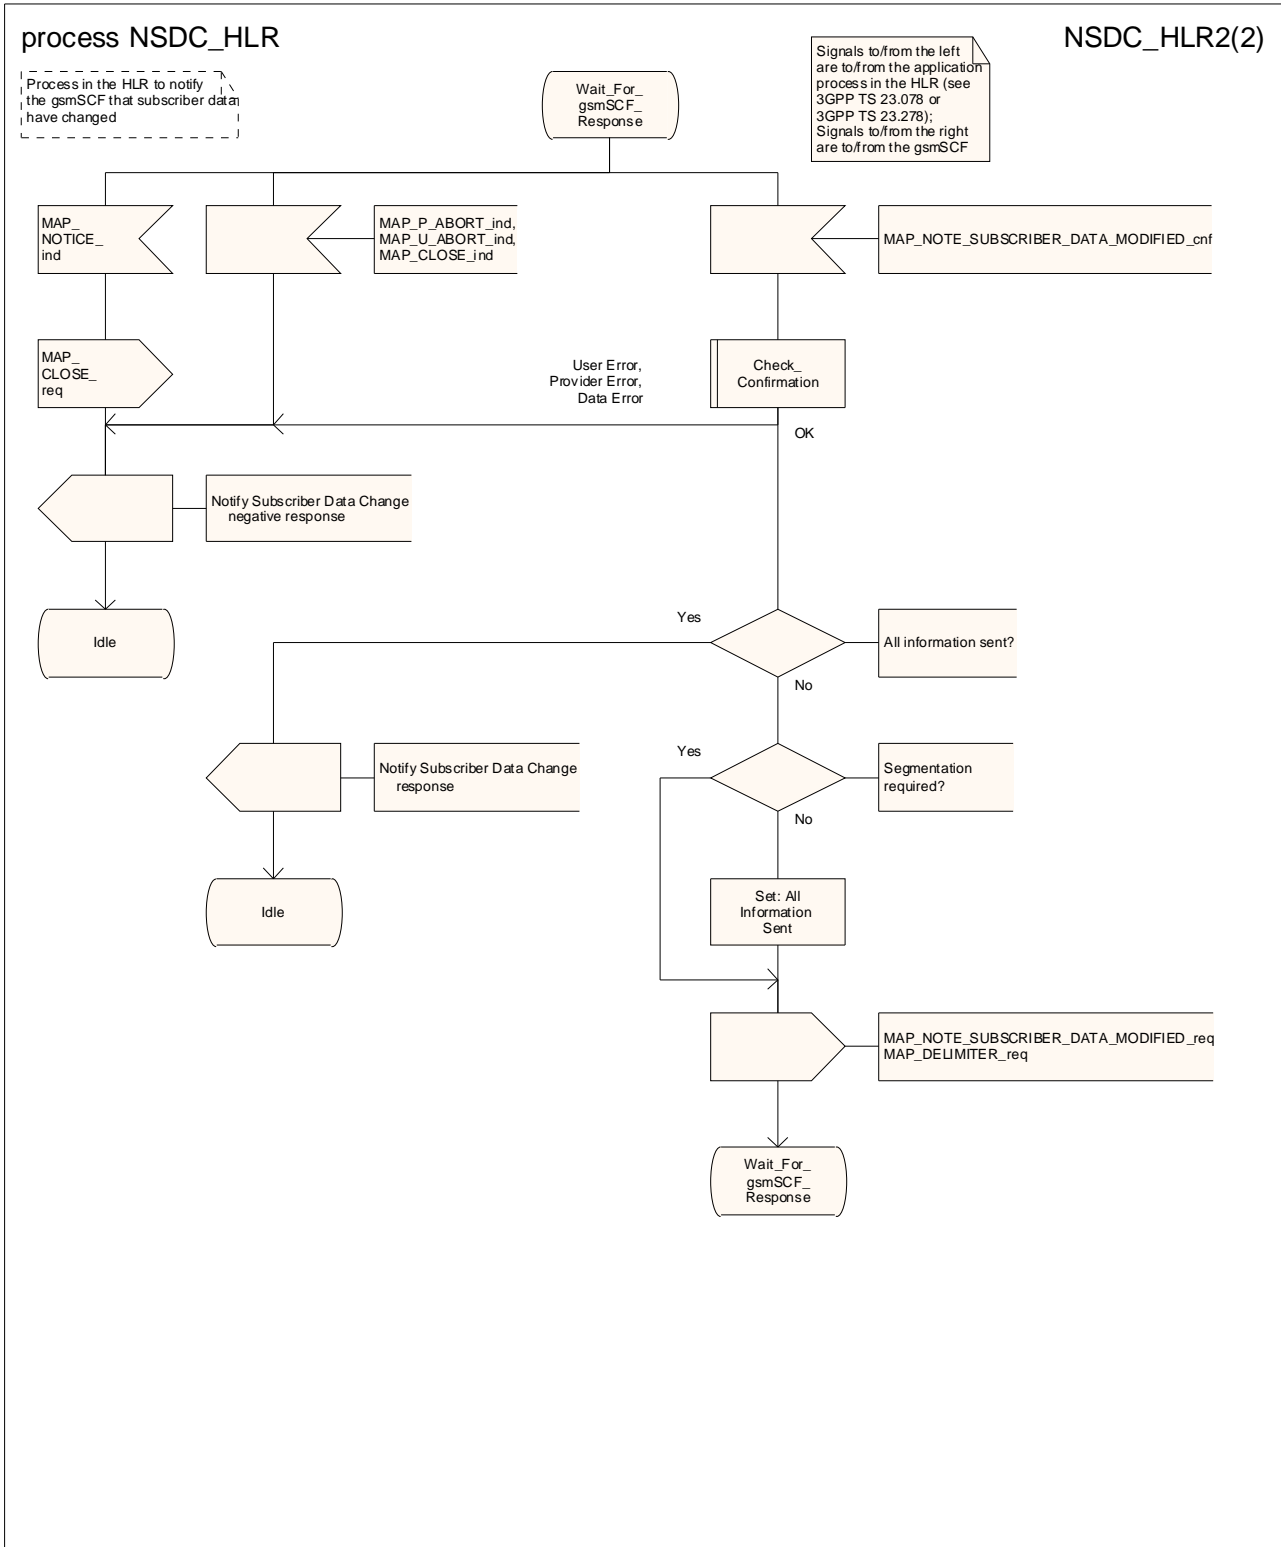 process NSDC_HLR
NSDC_HLR2(2)
Process in the HLR to notify
the gsmSCF that subscriber data
have changed
Wait_For_
gsmSCF_
Response
Signals to/from the left
are to/from the application
process in the HLR (see
3GPP TS 23.078 or
3GPP TS 23.278);
Signals to/from the right
are to/from the gsmSCF
MAP_
NOTICE_
ind
MAP_P_ABORT_ind,
MAP_U_ABORT_ind,
MAP_CLOSE_ind
MAP_NOTE_SUBSCRIBER_DATA_MODIFIED_cnf
MAP_
CLOSE_
req
User Error,
Provider Error,
Data Error
Check_
Confirmation
OK
Notify Subscriber Data Change
negative response
Idle
Yes
All information sent?
No
Notify Subscriber Data Change
response
Yes
Segmentation
required?
No
Idle
Set: All
Information
Sent
MAP_NOTE_SUBSCRIBER_DATA_MODIFIED_req
MAP_DELIMITER_req
Wait_For_
gsmSCF_
Response